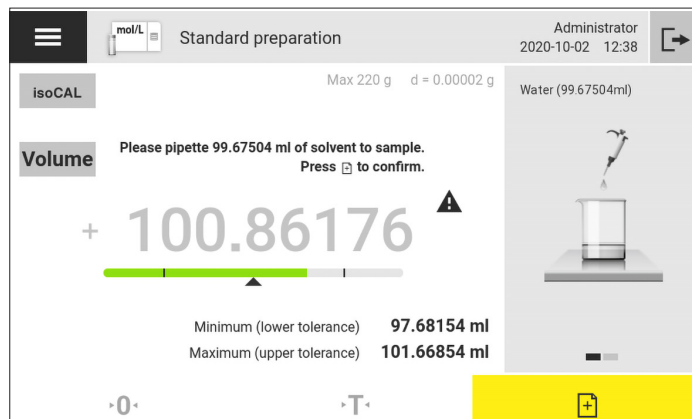 mol/L
Standard preparation
Administrator
2020-10-02 12:38
isoCAL
Max 220 g d = 0.00002 g
Water (99.67504ml)
Volume
Please pipette 99.67504 ml of solvent to sample.
Press to confirm.
+ 100.86176
Minimum (lower tolerance) 97.68154 ml
Maximum (upper tolerance) 101.66854 ml
0
T